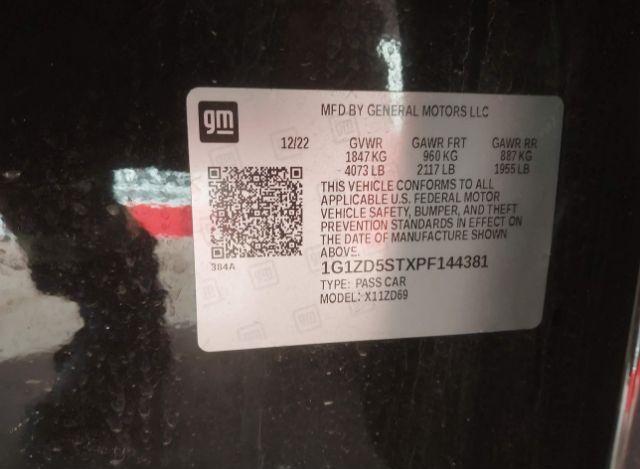 gm
MFD BY GENERAL MOTORS LLC
12/22 GVWR GAWR FRT GAWR RR
1847 KG 960 KG 887 KG
4073 LB 2117 LB 1955 LB
THIS VEHICLE CONFORMS TO ALL
APPLICABLE U.S. FEDERAL MOTOR
VEHICLE SAFETY, BUMPER, AND THEFT
PREVENTION STANDARDS IN EFFECT ON
THE DATE OF MANUFACTURE SHOWN
ABOVE.
384A
1G1ZD5STXPF144381
TYPE: PASS CAR
MODEL: X11ZD69